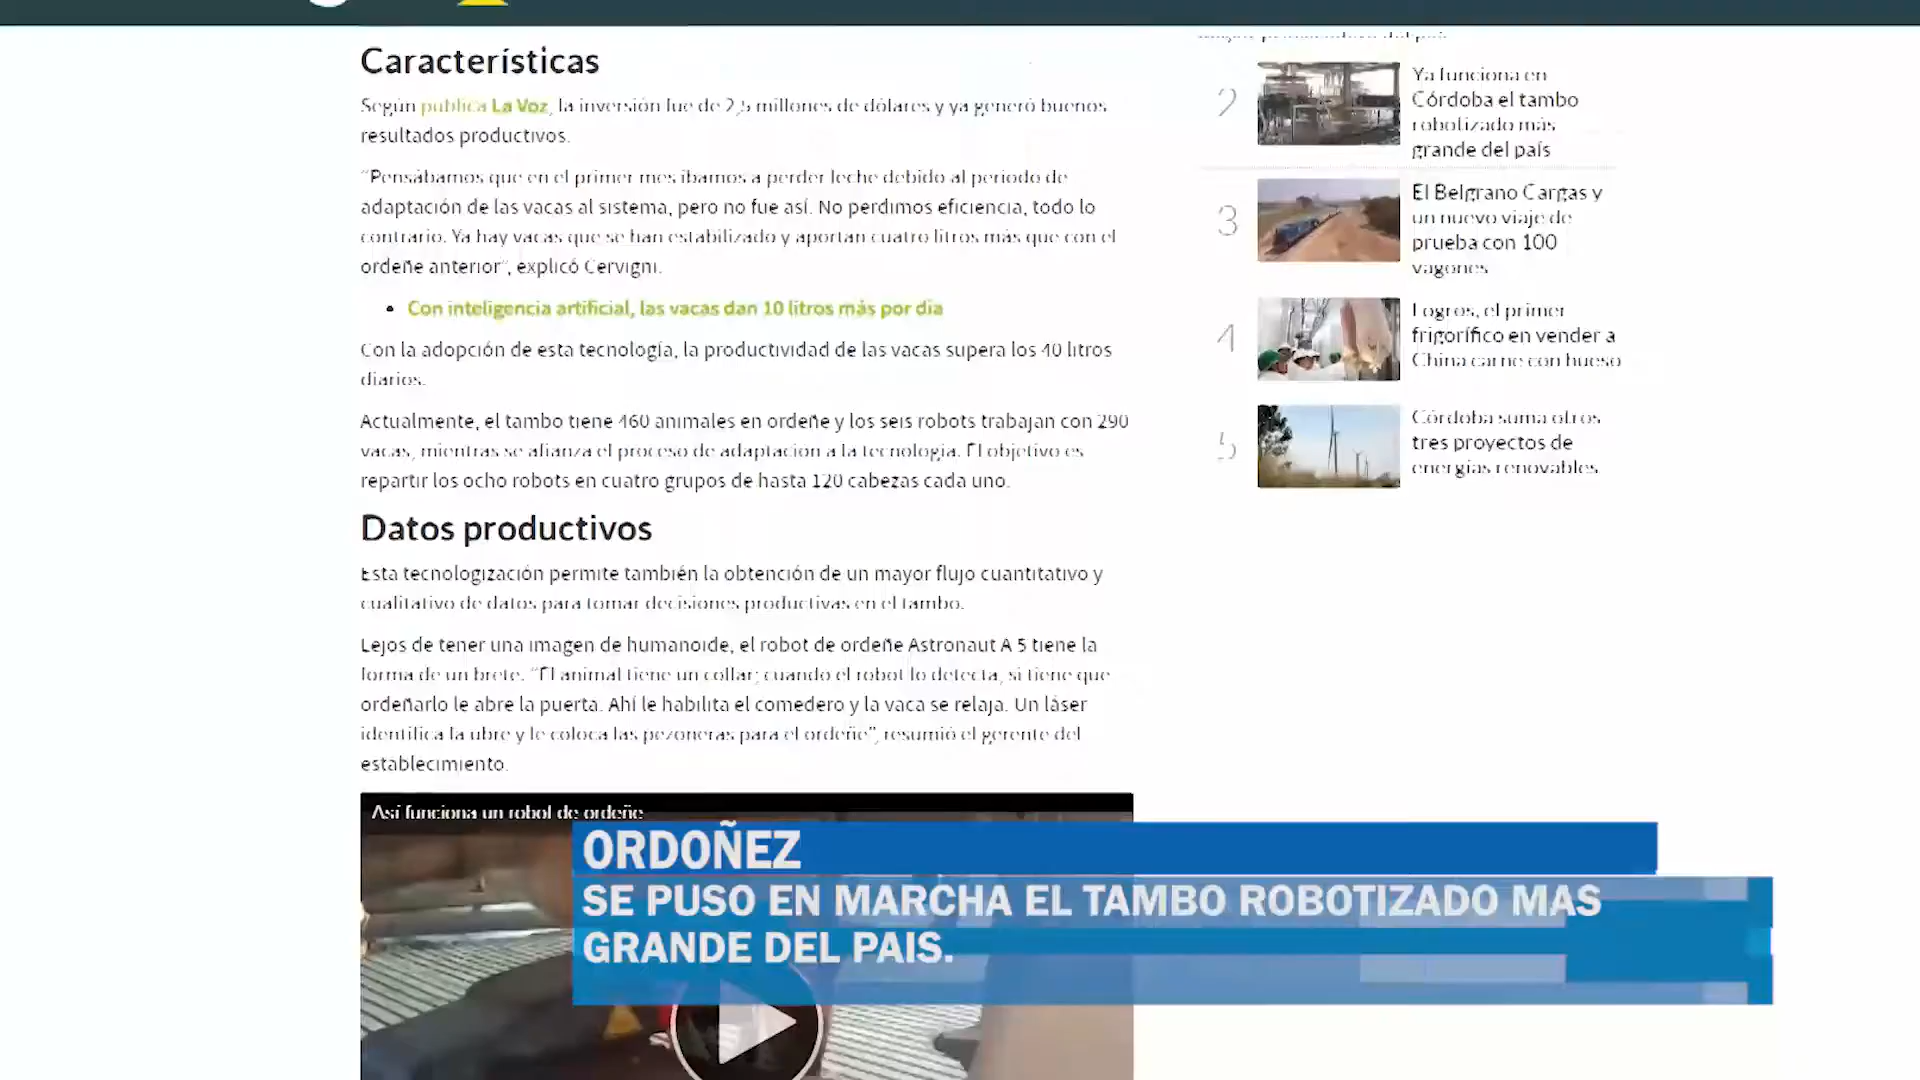 Características
Según publica La Voz, la inversión fue de 2,5 millones de dólares y ya generó buenos
resultados productivos.
“Pensábamos que en el primer mes íbamos a perder leche debido al período de
adaptación de las vacas al sistema, pero no fue así. No perdimos eficiencia, todo lo
contrario. Ya hay vacas que se han estabilizado y aportan cuatro litros más que con el
ordeñe anterior”, explicó Cervigni.
• Con inteligencia artificial, las vacas dan 10 litros más por día
Con la adopción de esta tecnología, la productividad de las vacas supera los 40 litros
diarios.
Actualmente, el tambo tiene 460 animales en ordeñe y los seis robots trabajan con 290
vacas, mientras se afianza el proceso de adaptación a la tecnología. El objetivo es
repartir los ocho robots en cuatro grupos de hasta 120 cabezas cada uno.
Datos productivos
Esta tecnologización permite también la obtención de un mayor flujo cuantitativo y
cualitativo de datos para tomar decisiones productivas en el tambo.
Lejos de tener una imagen de humanoide, el robot de ordeñe Astronaut A 5 tiene la
forma de un brete. “El animal tiene un collar; cuando el robot lo detecta, si tiene que
ordeñarlo le abre la puerta. Ahí le habilita el comedero y la vaca se relaja. Un láser
identifica la ubre y le coloca las pezoneras para el ordeñe”, resumió el gerente del
establecimiento.
Así funciona un robot de ordeñe
2
Ya funciona en
Córdoba el tambo
robotizado más
grande del país
3
El Belgrano Cargas y
un nuevo viaje de
prueba con 100
vagones
4
Logros, el primer
frigorífico en vender a
China carne con hueso
5
Córdoba suma otros
tres proyectos de
energías renovables
ORDOÑEZ
SE PUSO EN MARCHA EL TAMBO ROBOTIZADO MAS
GRANDE DEL PAIS.